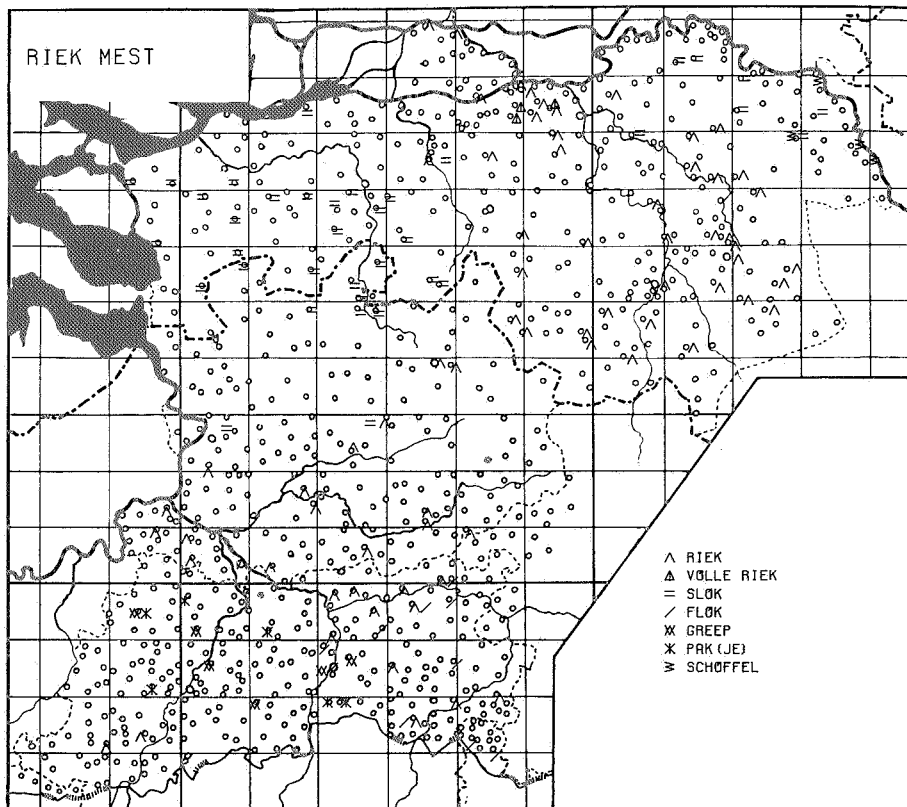 RIEK MEST
RIEK
VOLLE RIEK
SLOK
FLOK
GREEP
PRK(JE)
SCHOFFEL